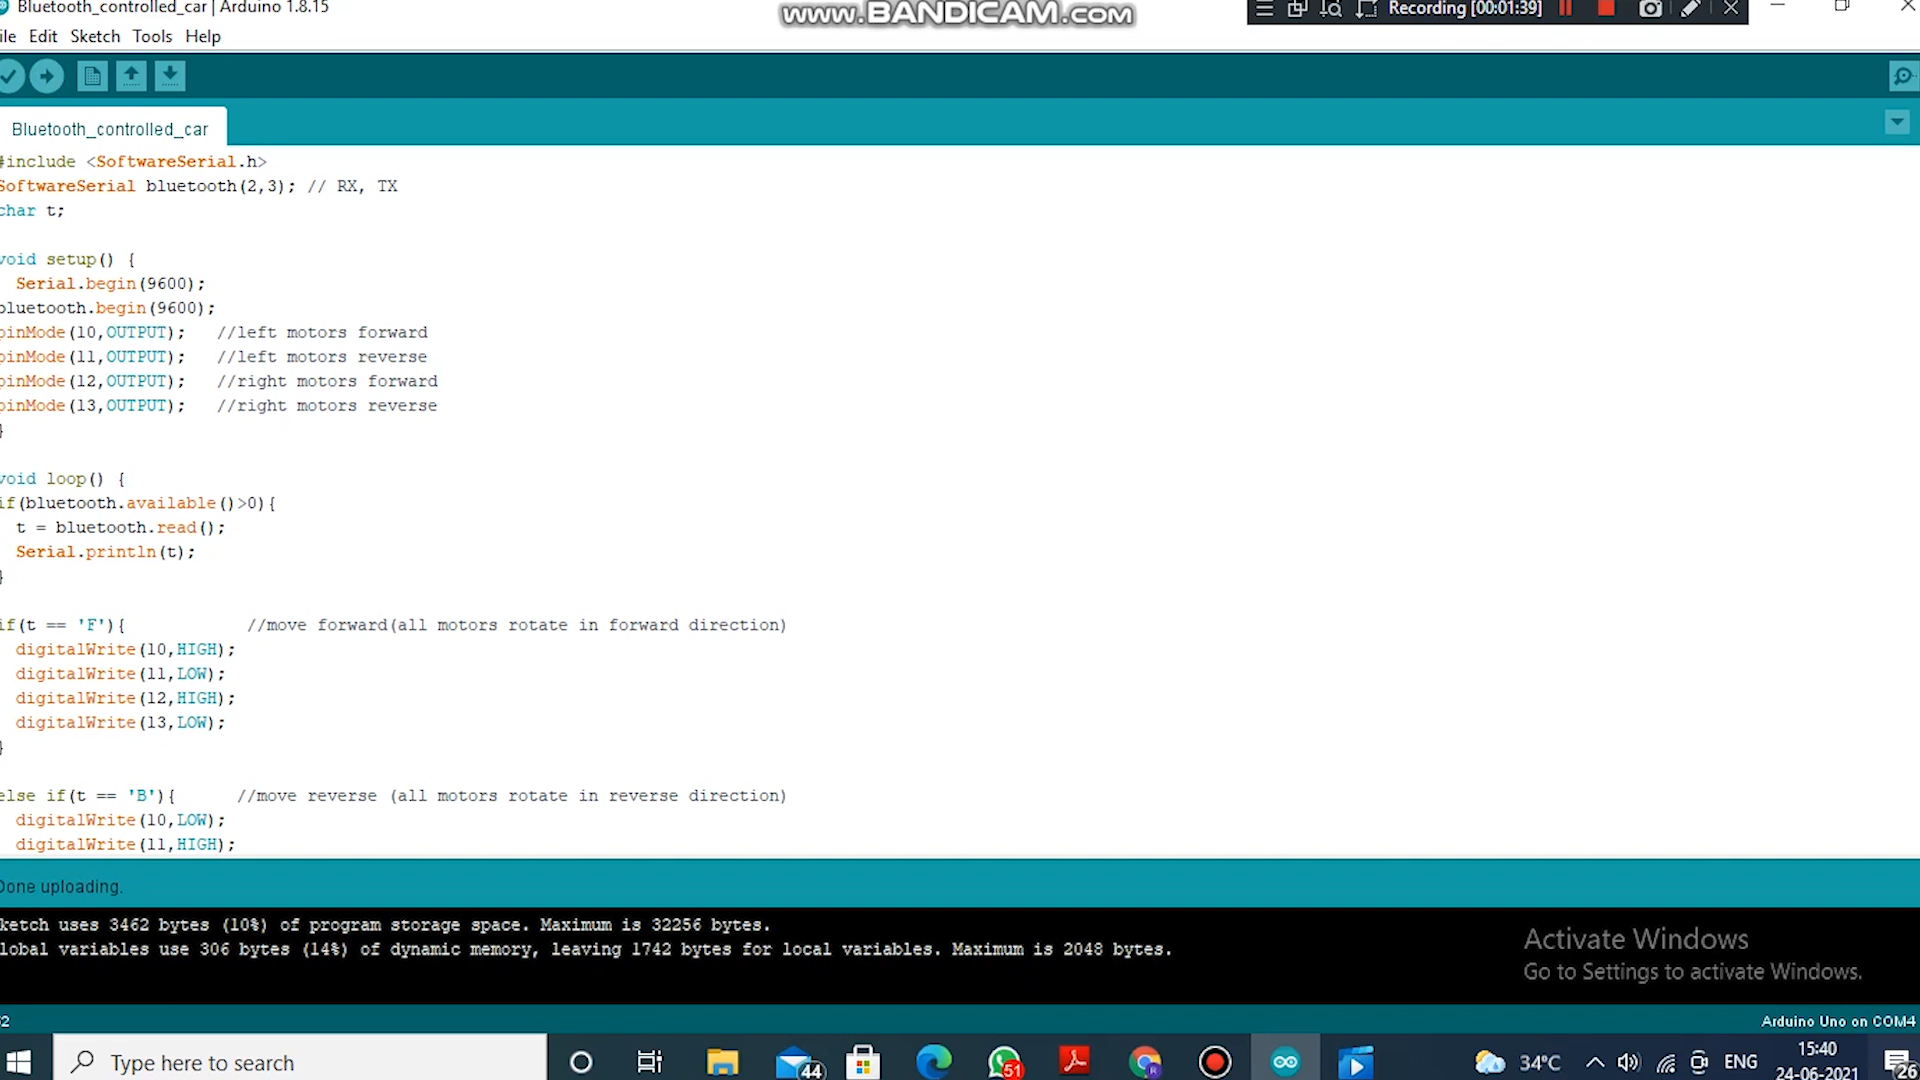 Bluetooth_controlled_car | Arduino 1.8.15
www.BANDICAM.com
Recording [00:01:39]
ile Edit Sketch Tools Help
Bluetooth_controlled_car
#include <SoftwareSerial.h>
SoftwareSerial bluetooth(2,3); // RX, TX
char t;
void setup() {
Serial.begin(9600);
bluetooth.begin(9600);
pinMode(10,OUTPUT); //left motors forward
pinMode(11,OUTPUT); //left motors reverse
pinMode(12,OUTPUT); //right motors forward
pinMode(13,OUTPUT); //right motors reverse
}
void loop() {
if(bluetooth.available()>0){
t = bluetooth.read();
Serial.println(t);
}
if(t == 'F'){ //move forward(all motors rotate in forward direction)
digitalWrite(10,HIGH);
digitalWrite(11,LOW);
digitalWrite(12,HIGH);
digitalWrite(13,LOW);
}
else if(t == 'B'){ //move reverse (all motors rotate in reverse direction)
digitalWrite(10,LOW);
digitalWrite(11,HIGH);
Done uploading.
ketch uses 3462 bytes (10%) of program storage space. Maximum is 32256 bytes.
lobal variables use 306 bytes (14%) of dynamic memory, leaving 1742 bytes for local variables. Maximum is 2048 bytes.
Activate Windows
Go to Settings to activate Windows.
Arduino Uno on COM4
Type here to search
44
51
34°C
ENG
15:40
24-06-2021
26